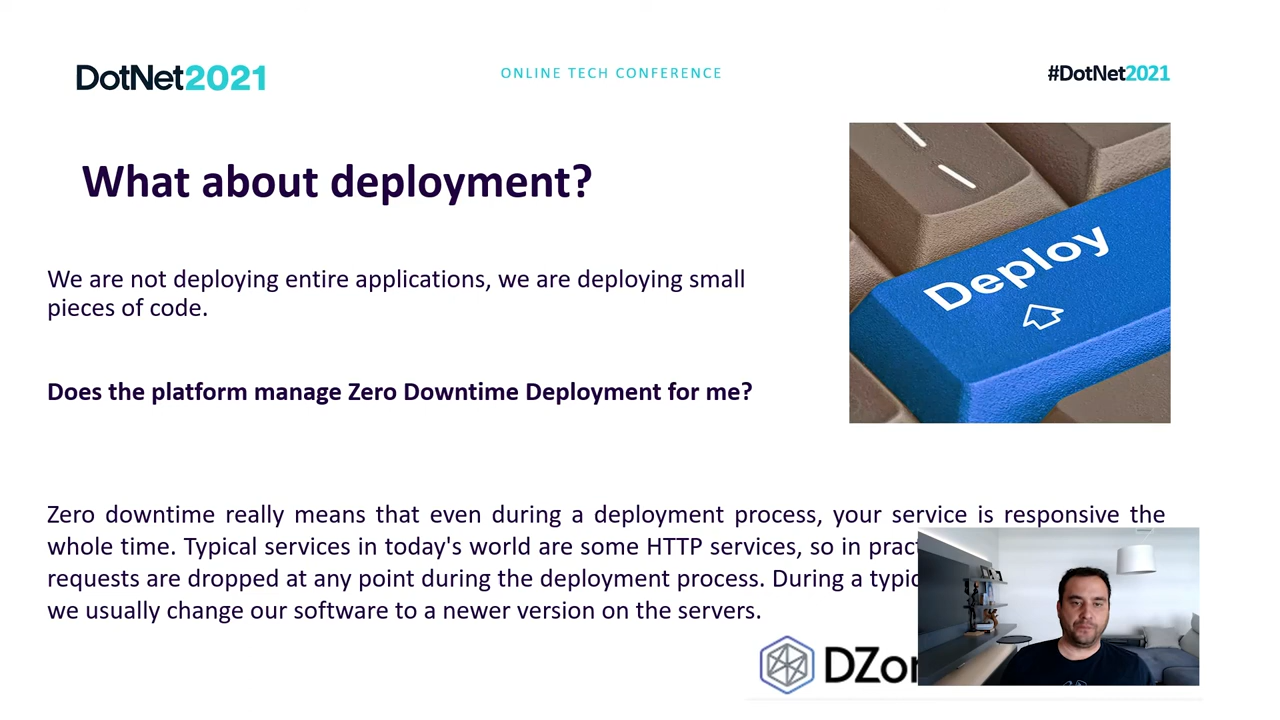 DotNet2021
ONLINE TECH CONFERENCE
#DotNet2021
What about deployment?
Deploy
We are not deploying entire applications, we are deploying small
pieces of code.
Does the platform manage Zero Downtime Deployment for me?
Zero downtime really means that even during a deployment process, your service is responsive the
whole time. Typical services in today's world are some HTTP services, so in
requests are dropped at any point during the deployment process. During a
we usually change our software to a newer version on the servers.